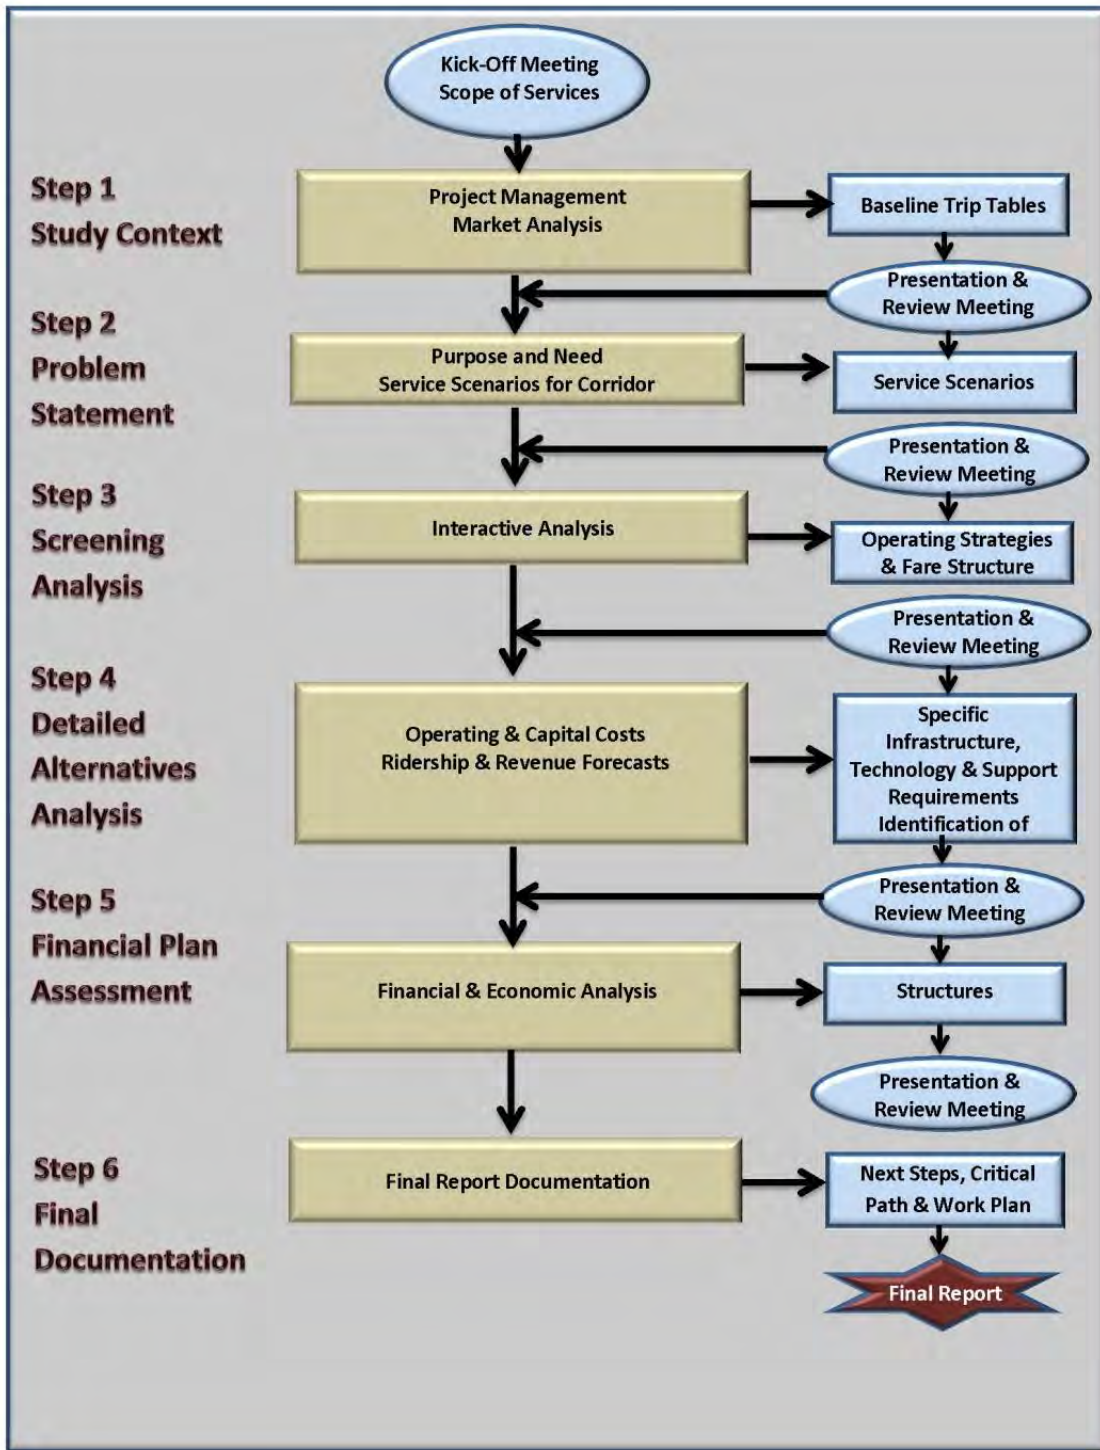 Kick-Off Meeting
Scope of Services
Step 1
Study Context
Project Management
Market Analysis
Baseline Trip Tables
Presentation &
Review Meeting
Step 2
Problem
Statement
Purpose and Need
Service Scenarios for Corridor
Service Scenarios
Presentation &
Review Meeting
Step 3
Screening
Analysis
Interactive Analysis
Operating Strategies
& Fare Structure
Presentation &
Review Meeting
Step 4
Detailed
Alternatives
Analysis
Operating & Capital Costs
Ridership & Revenue Forecasts
Specific
Infrastructure,
Technology & Support
Requirements
Identification of
Presentation &
Review Meeting
Step 5
Financial Plan
Assessment
Financial & Economic Analysis
Structures
Presentation &
Review Meeting
Step 6
Final
Documentation
Final Report Documentation
Next Steps, Critical
Path & Work Plan
Final Report